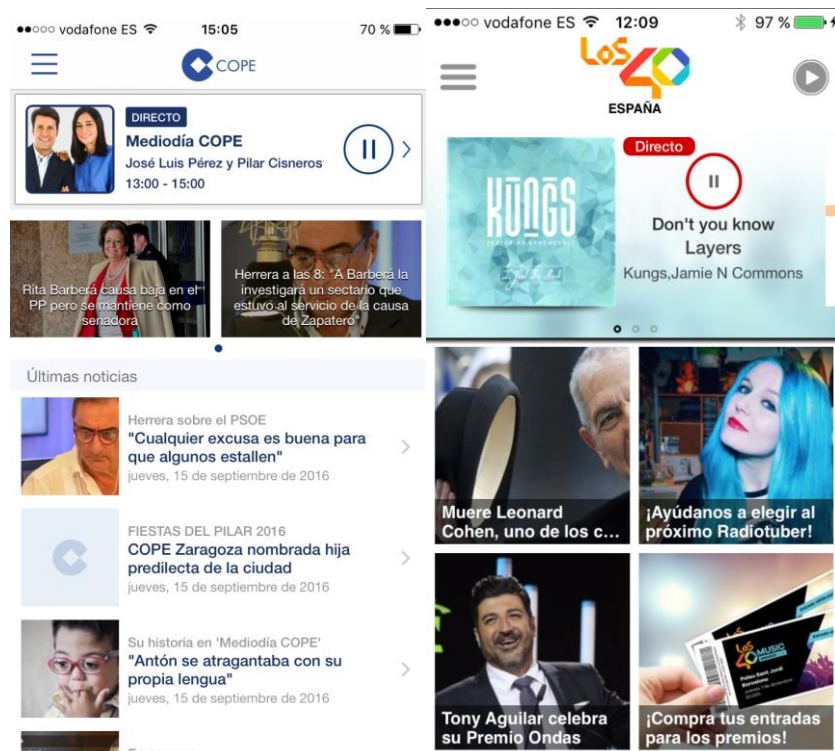 vodafone ES 15:05 70 %
COPE
DIRECTO
Mediodía COPE
José Luis Pérez y Pilar Cisneros
13:00 - 15:00
Rita Barberá causa baja en el
PP pero se mantiene como
senadora
Herrera a las 8: "A Barberá la
investigará un sectario que
estuvo al servicio de la causa
de Zapatero"
Últimas noticias
Herrera sobre el PSOE
"Cualquier excusa es buena para
que algunos estallen"
jueves, 15 de septiembre de 2016
FIESTAS DEL PILAR 2016
COPE Zaragoza nombrada hija
predilecta de la ciudad
jueves, 15 de septiembre de 2016
Su historia en 'Mediodía COPE'
"Antón se atragantaba con su
propia lengua"
jueves, 15 de septiembre de 2016
vodafone ES 12:09 97 %
Los
40
ESPAÑA
Directo
KUNGS
Don't you know
Layers
Kungs,Jamie N Commons
Muere Leonard
Cohen, uno de los c...
¡Ayúdanos a elegir al
próximo Radiotuber!
Tony Aguilar celebra
su Premio Ondas
Los
40 MUSIC
Palau Sant Jordi
Barcelona
¡Compra tus entradas
para los premios!